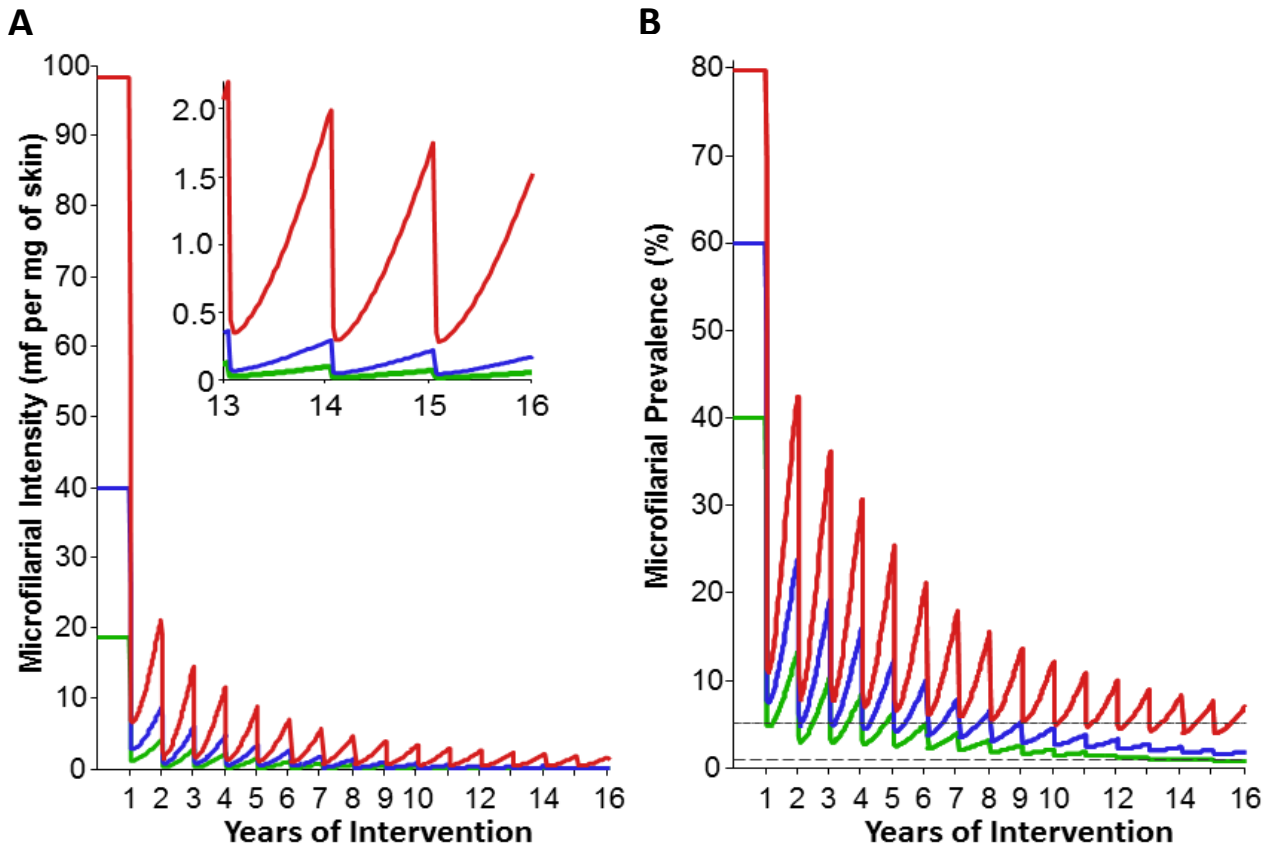 A
B
Microfilarial Intensity (mf per mg of skin)
100
90
80
70
60
50
40
30
20
10
0
1 2 3 4 5 6 7 8 9 10 12 14 16
Years of Intervention
2.0
1.5
1.0
0.5
0
13 14 15 16
Microfilarial Prevalence (%)
80
70
60
50
40
30
20
10
0
1 2 3 4 5 6 7 8 9 10 12 14 16
Years of Intervention